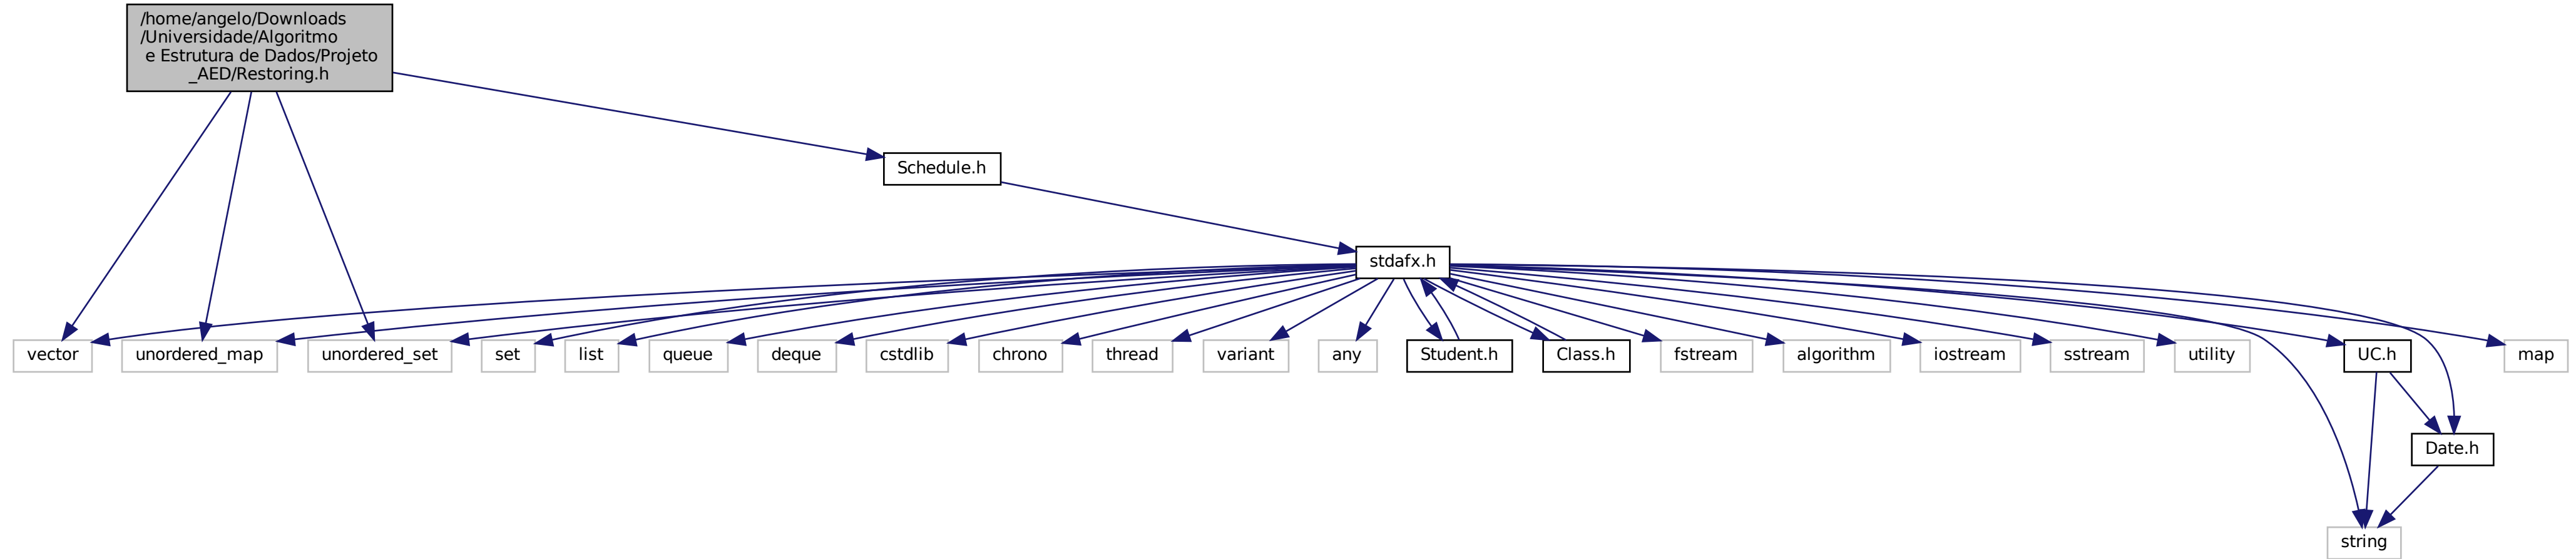 /home/angelo/Downloads
/Universidade/Algoritmo
e Estrutura de Dados/Projeto
_AED/Restoring.h
Schedule.h
stdafx.h
vector
unordered_map
unordered_set
set
list
queue
deque
cstdlib
chrono
thread
variant
any
Student.h
Class.h
fstream
algorithm
iostream
sstream
utility
UC.h
map
Date.h
string